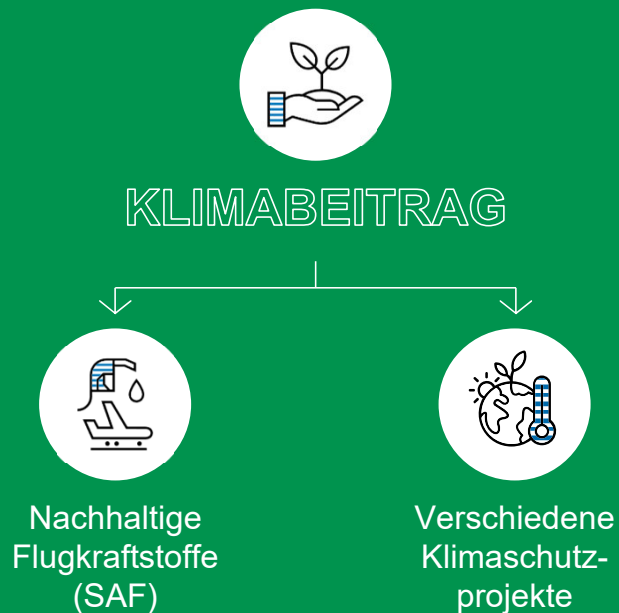 KLIMABEITRAG
Nachhaltige
Flugkraftstoffe
(SAF)
Verschiedene
Klimaschutz-
projekte